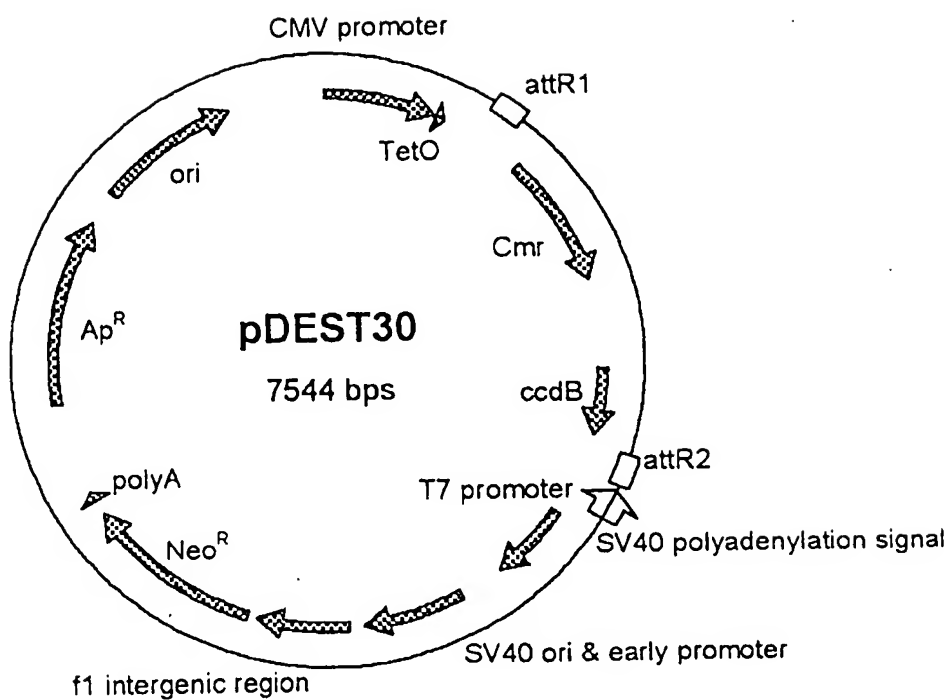 CMV promoter
attR1
TetO
ori
Cmr
Ap^R
pDEST30
7544 bps
ccdB
attR2
polyA
T7 promoter
Neo^R
SV40 polyadenylation signal
SV40 ori & early promoter
f1 intergenic region